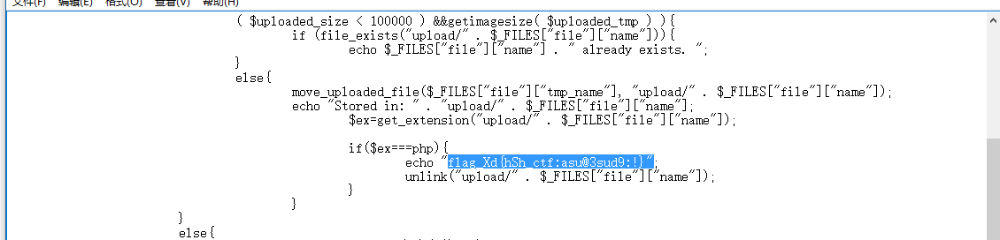 文件(F) 编辑(E) 格式(O) 查看(V) 帮助(H)
( $uploaded_size < 100000 ) &&getimagesize( $uploaded_tmp ) ){
if (file_exists("upload/" . $_FILES["file"]["name"])){
echo $_FILES["file"]["name"] . " already exists. ";
}
else{
move_uploaded_file($_FILES["file"]["tmp_name"], "upload/" . $_FILES["file"]["name"]);
echo "Stored in: " . "upload/" . $_FILES["file"]["name"];
$ex=get_extension("upload/" . $_FILES["file"]["name"]);
if($ex===php){
echo "flag_Xd{hSh_ctf:asu@3sud9:!}";
unlink("upload/" . $_FILES["file"]["name"]);
}
}
}
else{